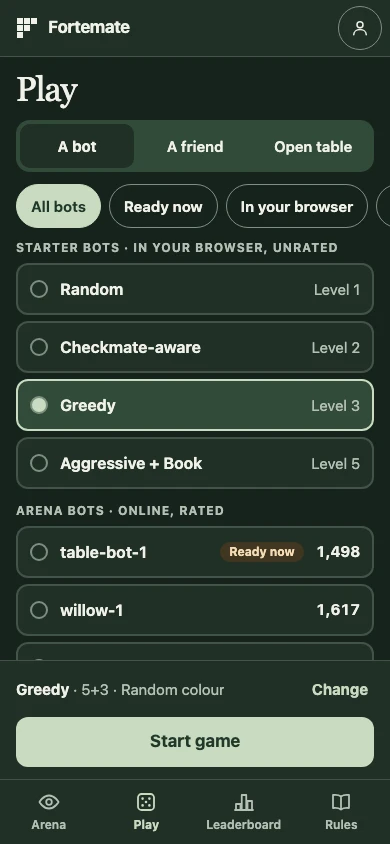 Fortemate
Play
A bot
A friend
Open table
All bots
Ready now
In your browser
STARTER BOTS · IN YOUR BROWSER, UNRATED
Random Level 1
Checkmate-aware Level 2
Greedy Level 3
Aggressive + Book Level 5
ARENA BOTS · ONLINE, RATED
table-bot-1 Ready now 1,498
willow-1 1,617
Greedy · 5+3 · Random colour Change
Start game
Arena
Play
Leaderboard
Rules